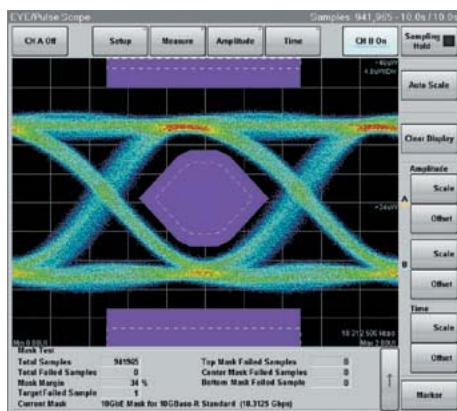 EYE/Pulse Scope
Samples: 941,965 - 10.0s / 10.0s
CH A Off
Setup
Measure
Amplitude
Time
CH B On
Sampling
Hold
Auto Scale
Clear Display
Amplitude
A
Scale
Offset
B
Scale
Offset
Time
Scale
Offset
Marker
Mask Test
Total Samples 941965
Total Failed Samples 0
Mask Margin 34 %
Target Failed Sample 1
Top Mask Failed Samples 0
Center Mask Failed Samples 0
Bottom Mask Failed Sample 0
Current Mask 10GbE Mask for 10GBase-R Standard (10.3125 Gbps)